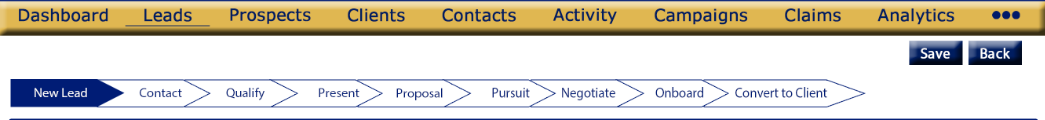 Dashboard Leads Prospects Clients Contacts Activity Campaigns Claims Analytics •••
Save Back
New Lead Contact Qualify Present Proposal Pursuit Negotiate Onboard Convert to Client